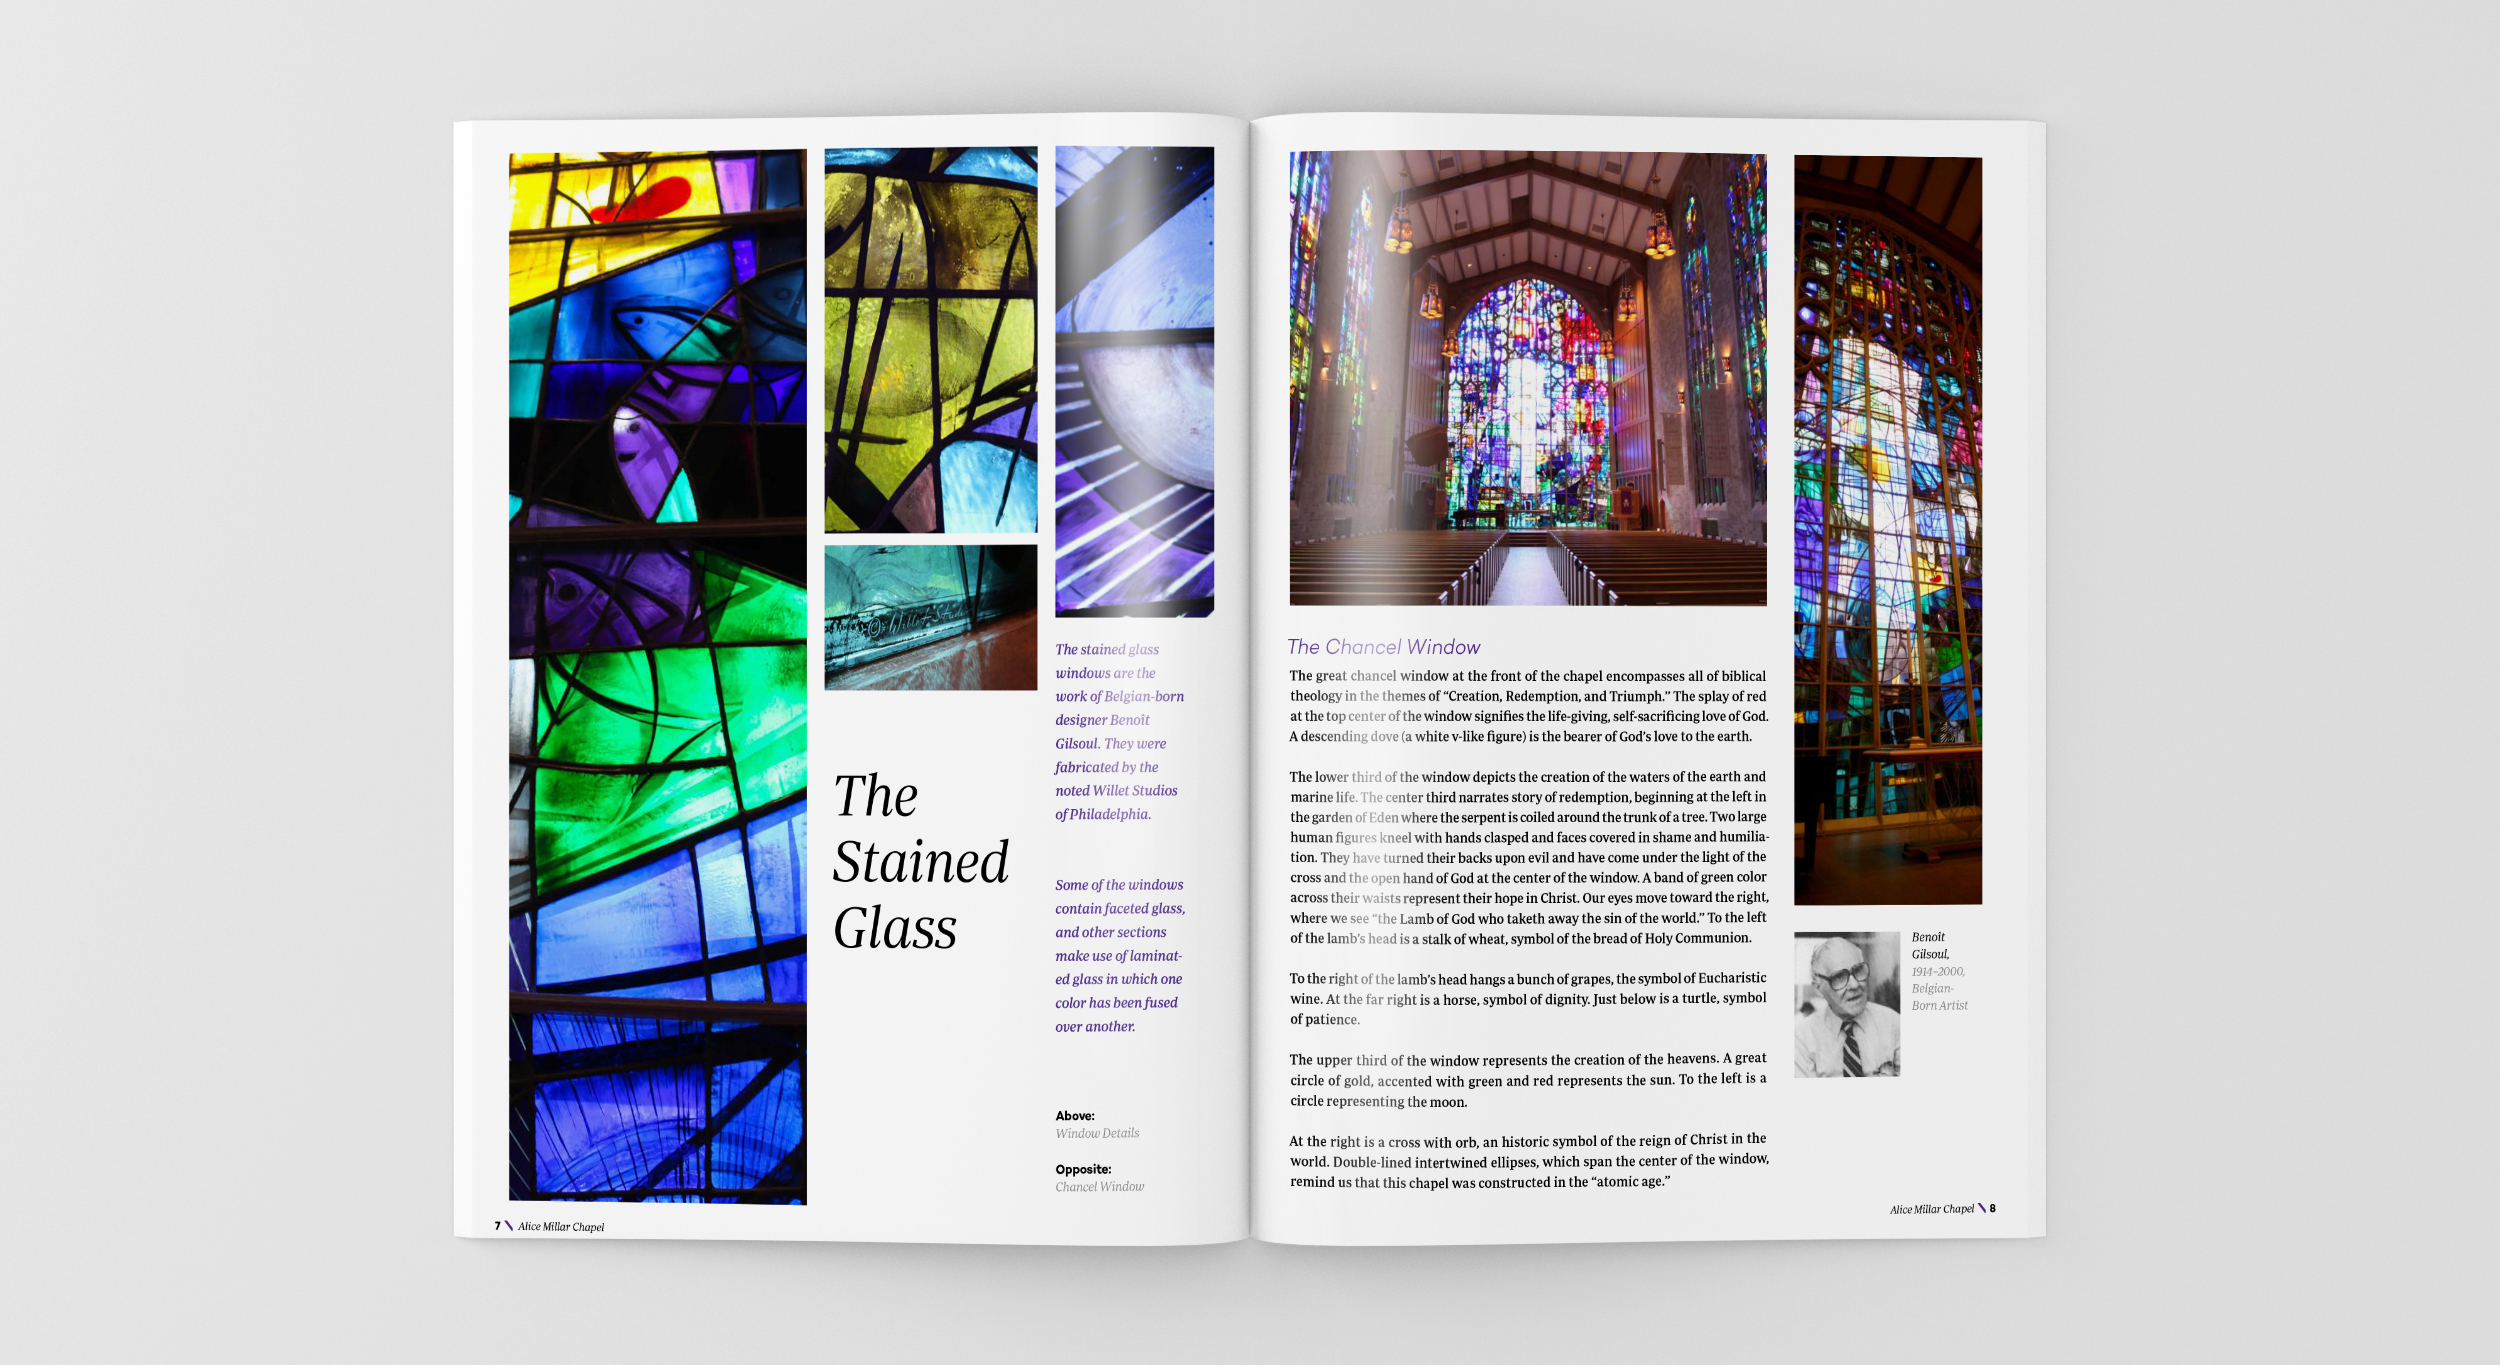 © Willet Stud
The
Stained
Glass
The stained glass
windows are the
work of Belgian-born
designer Benoît
Gilsoul. They were
fabricated by the
noted Willet Studios
of Philadelphia.
Some of the windows
contain faceted glass,
and other sections
make use of laminat-
ed glass in which one
color has been fused
over another.
Above:
Window Details
Opposite:
Chancel Window
7 \ Alice Millar Chapel
The Chancel Window
The great chancel window at the front of the chapel encompasses all of biblical
theology in the themes of “Creation, Redemption, and Triumph.” The splay of red
at the top center of the window signifies the life-giving, self-sacrificing love of God.
A descending dove (a white v-like figure) is the bearer of God’s love to the earth.
The lower third of the window depicts the creation of the waters of the earth and
marine life. The center third narrates story of redemption, beginning at the left in
the garden of Eden where the serpent is coiled around the trunk of a tree. Two large
human figures kneel with hands clasped and faces covered in shame and humilia-
tion. They have turned their backs upon evil and have come under the light of the
cross and the open hand of God at the center of the window. A band of green color
across their waists represent their hope in Christ. Our eyes move toward the right,
where we see “the Lamb of God who taketh away the sin of the world.” To the left
of the lamb’s head is a stalk of wheat, symbol of the bread of Holy Communion.
To the right of the lamb’s head hangs a bunch of grapes, the symbol of Eucharistic
wine. At the far right is a horse, symbol of dignity. Just below is a turtle, symbol
of patience.
The upper third of the window represents the creation of the heavens. A great
circle of gold, accented with green and red represents the sun. To the left is a
circle representing the moon.
At the right is a cross with orb, an historic symbol of the reign of Christ in the
world. Double-lined intertwined ellipses, which span the center of the window,
remind us that this chapel was constructed in the “atomic age.”
Benoît
Gilsoul,
1914–2000,
Belgian-
Born Artist
Alice Millar Chapel \ 8